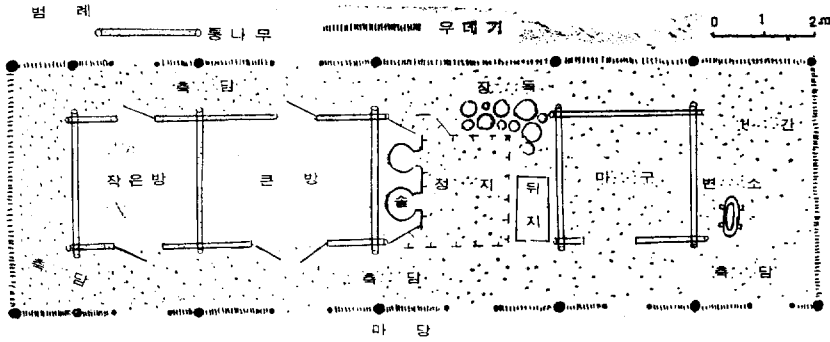 범 례
통나무
우데기
0 1 2 m
축 담
장 독
작은방
큰 방
솥
정 지
뒤 지
마 구
변 소
축 담
축 담
축 담
마 당